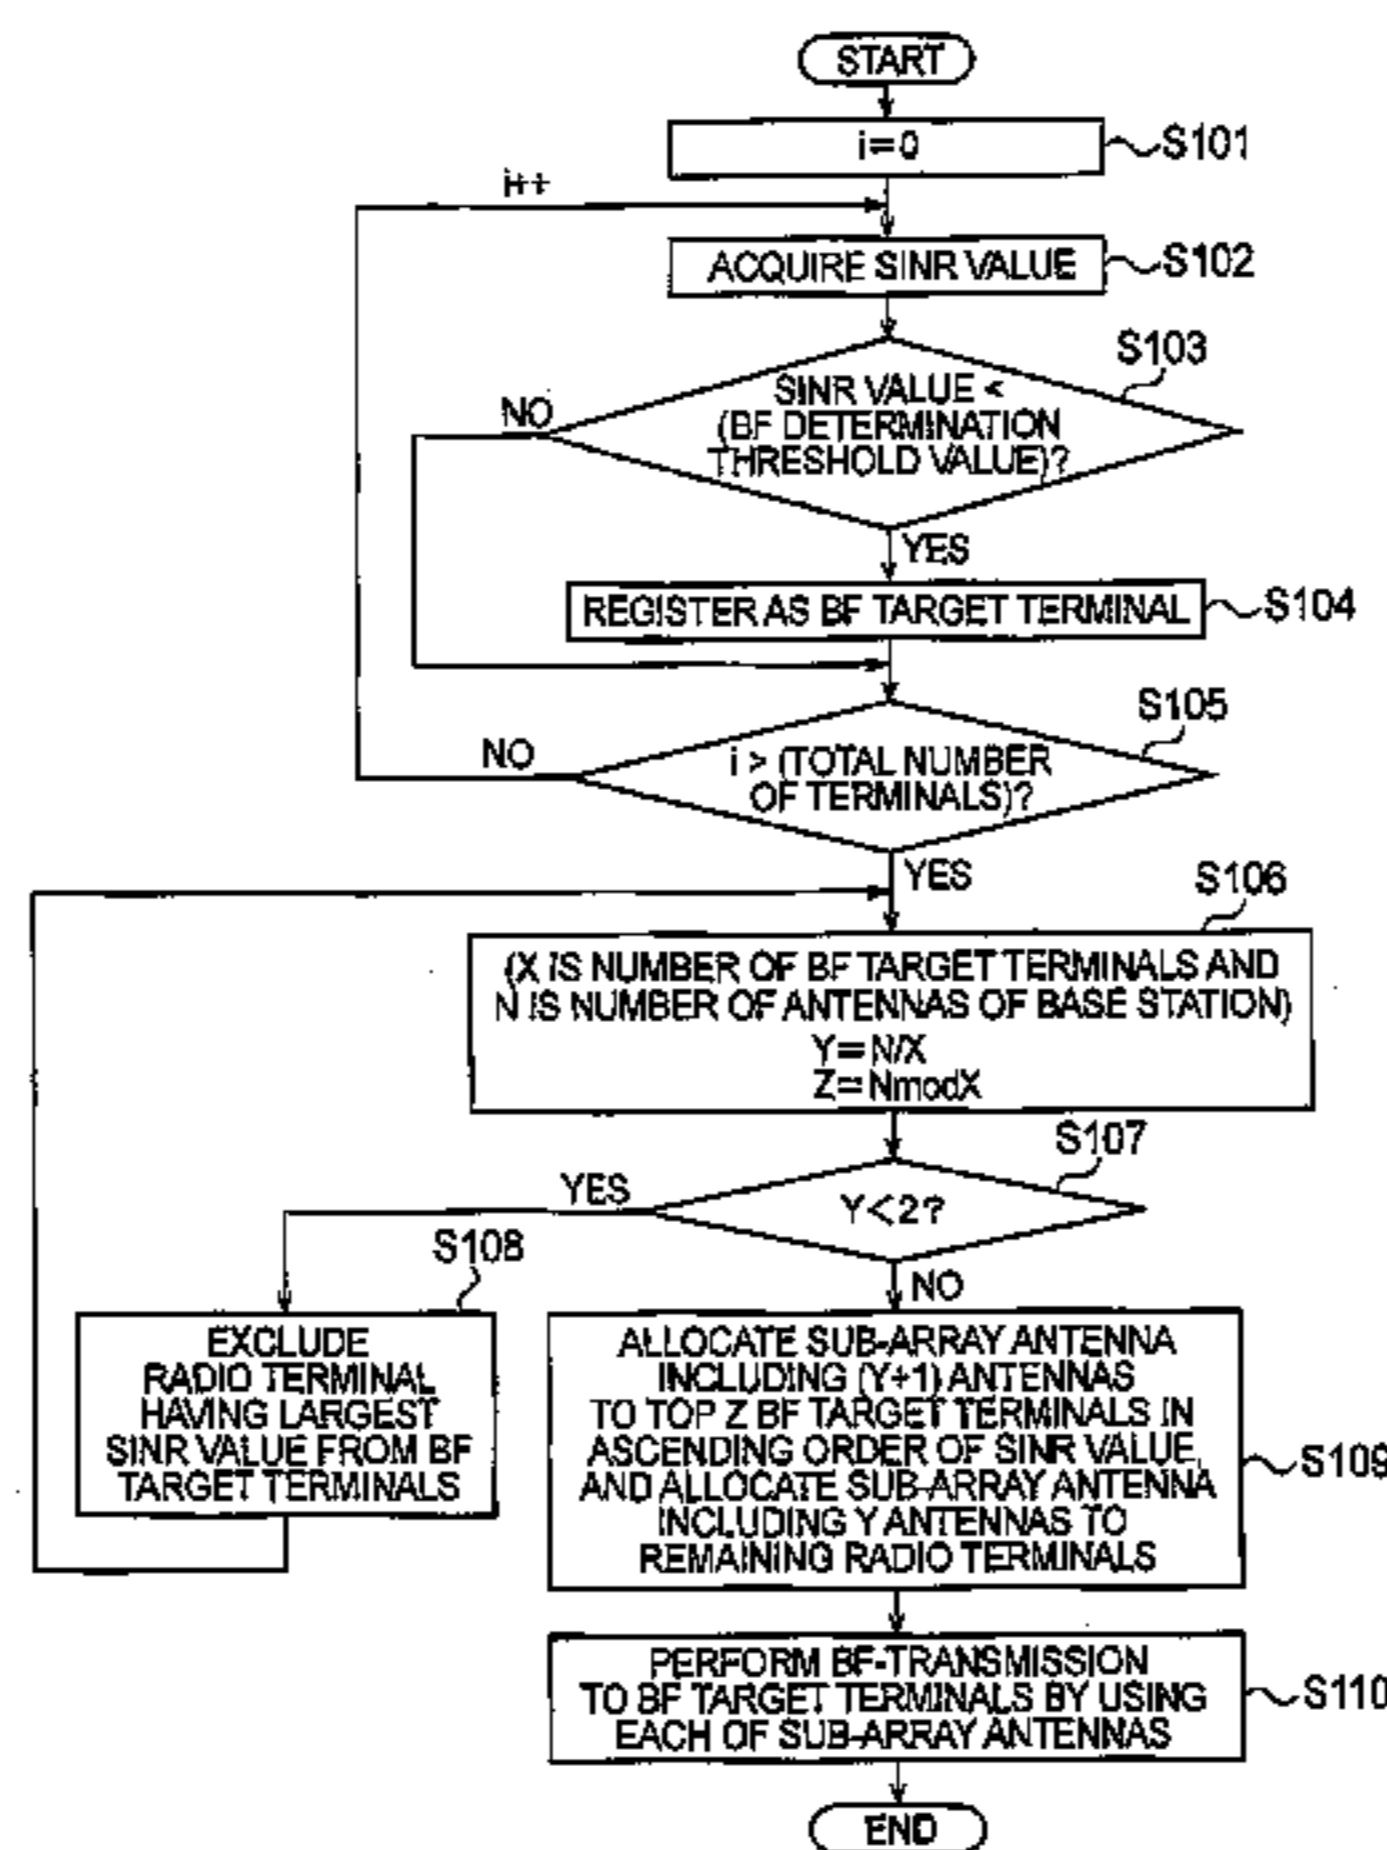 START
i=0
S101
i++
ACQUIRE SINR VALUE
S102
S103
SINR VALUE <
(BF DETERMINATION
THRESHOLD VALUE)?
NO
YES
REGISTER AS BF TARGET TERMINAL
S104
S105
NO
i > (TOTAL NUMBER
OF TERMINALS)?
YES
S106
(X IS NUMBER OF BF TARGET TERMINALS AND
N IS NUMBER OF ANTENNAS OF BASE STATION)
Y=N/X
Z=NmodX
S107
YES
Y<2?
S108
NO
EXCLUDE
RADIO TERMINAL
HAVING LARGEST
SINR VALUE FROM BF
TARGET TERMINALS
ALLOCATE SUB-ARRAY ANTENNA
INCLUDING (Y+1) ANTENNAS
TO TOP Z BF TARGET TERMINALS IN
ASCENDING ORDER OF SINR VALUE,
AND ALLOCATE SUB-ARRAY ANTENNA
INCLUDING Y ANTENNAS TO
REMAINING RADIO TERMINALS
S109
PERFORM BF-TRANSMISSION
TO BF TARGET TERMINALS BY USING
EACH OF SUB-ARRAY ANTENNAS
S110
END